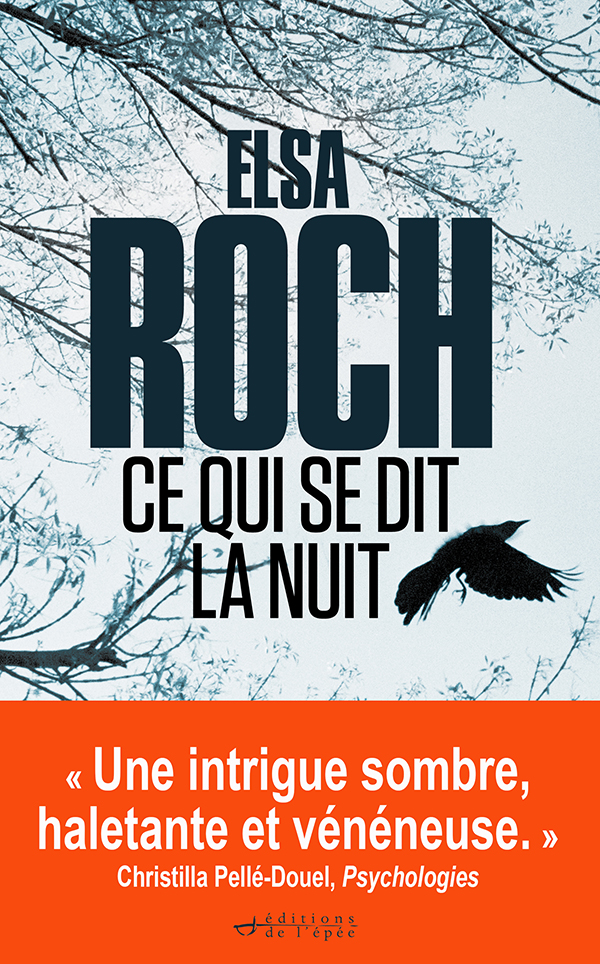 ELSA
ROCH
CE QUI SE DIT
LA NUIT
« Une intrigue sombre,
haletante et vénéneuse. »
Christilla Pellé-Douel, Psychologies
éditions
de l'épée